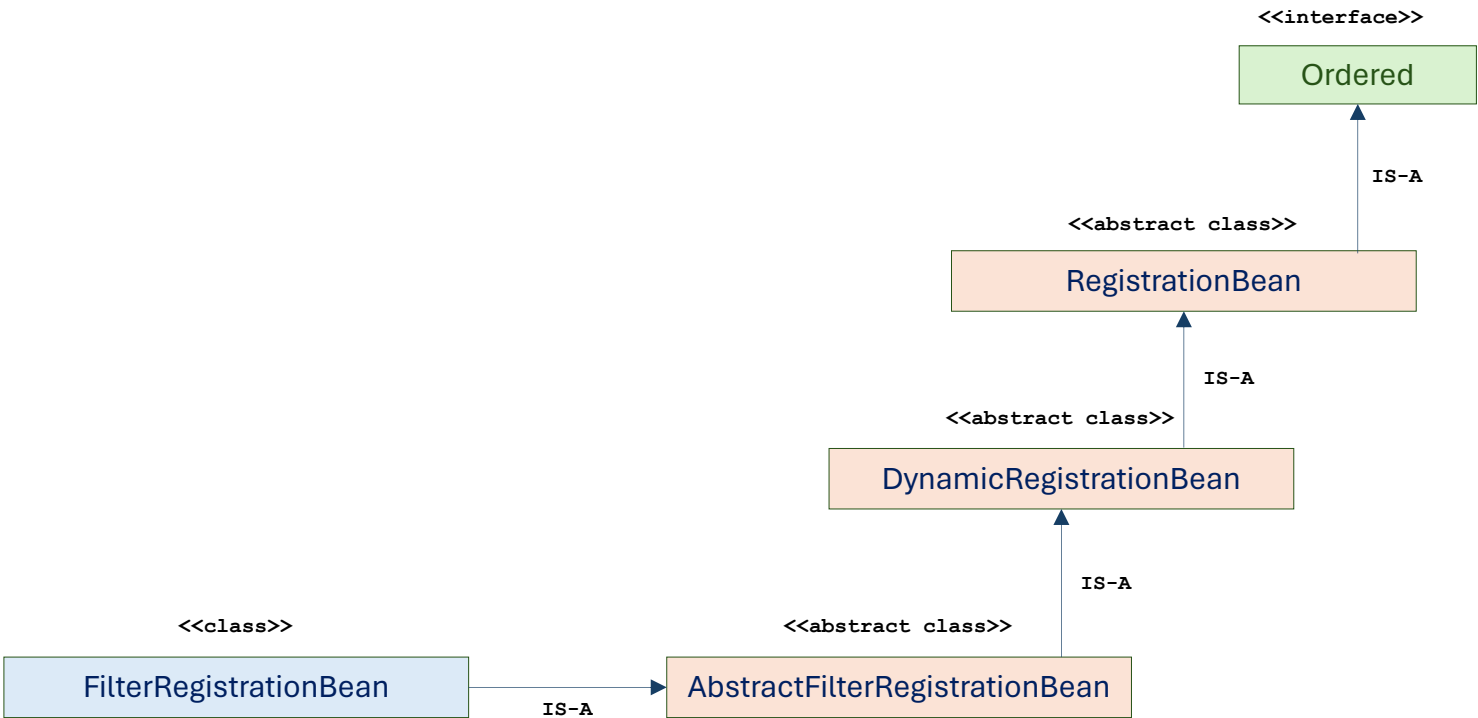 <<interface>>
Ordered
IS-A
<<abstract class>>
RegistrationBean
IS-A
<<abstract class>>
DynamicRegistrationBean
IS-A
<<class>>
<<abstract class>>
FilterRegistrationBean
AbstractFilterRegistrationBean
IS-A